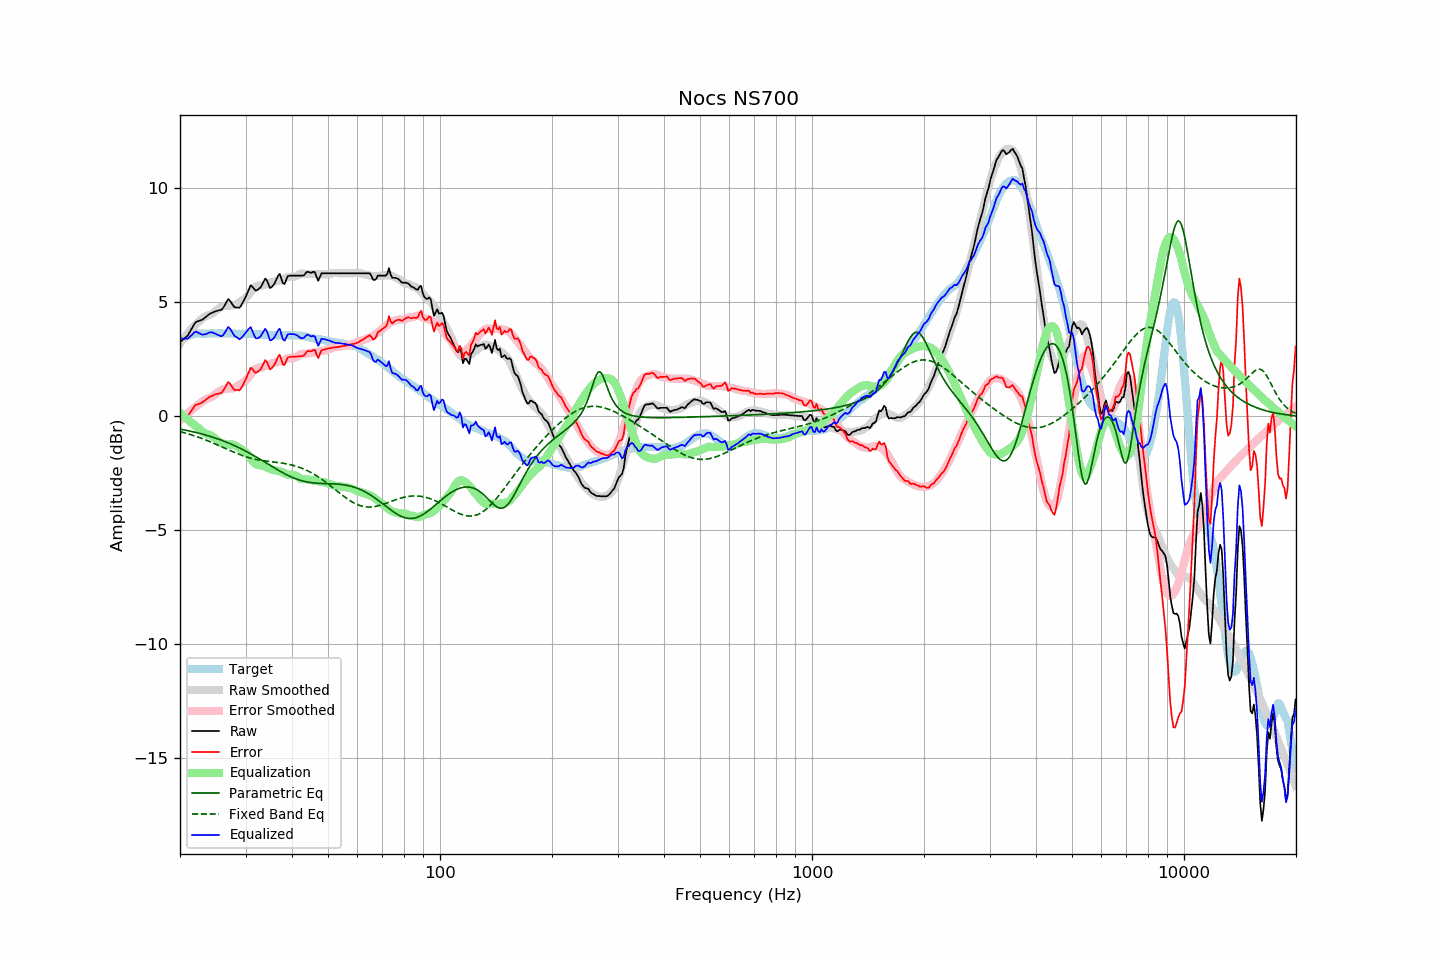 Nocs NS700
Amplitude (dBr)
10
5
0
−5
−10
−15
Target
Raw Smoothed
Error Smoothed
Raw
Error
Equalization
Parametric Eq
Fixed Band Eq
Equalized
100
1000
10000
Frequency (Hz)